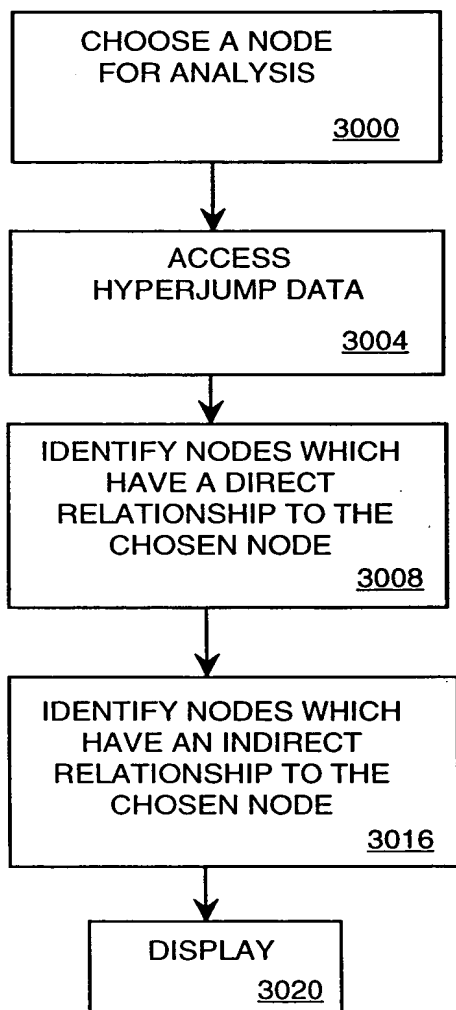 CHOOSE A NODE
FOR ANALYSIS
3000
ACCESS
HYPERJUMP DATA
3004
IDENTIFY NODES WHICH
HAVE A DIRECT
RELATIONSHIP TO THE
CHOSEN NODE
3008
IDENTIFY NODES WHICH
HAVE AN INDIRECT
RELATIONSHIP TO THE
CHOSEN NODE
3016
DISPLAY
3020